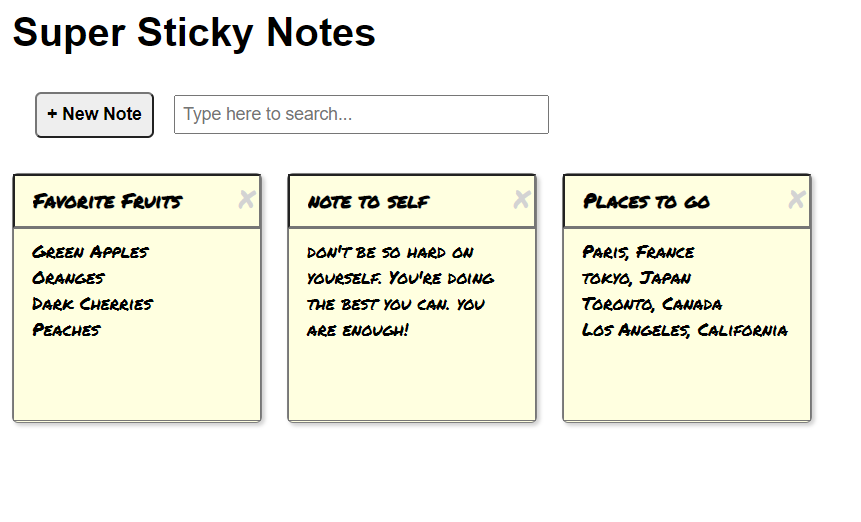 Super Sticky Notes
+ New Note
Type here to search...
Favorite Fruits
Green Apples
Oranges
Dark Cherries
Peaches
note to self
don't be so hard on
yourself. You're doing
the best you can. you
are enough!
Places to go
Paris, France
tokyo, Japan
Toronto, Canada
Los Angeles, California